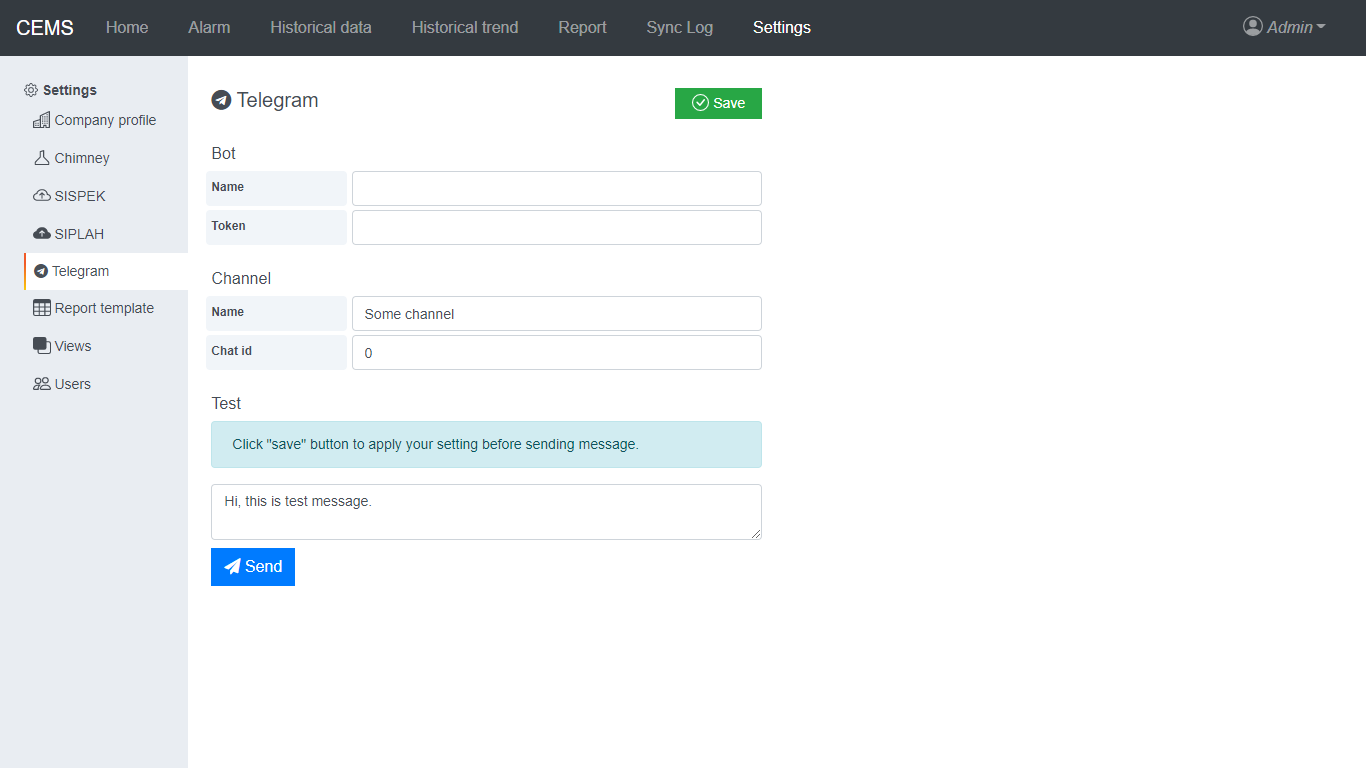 CEMS Home Alarm Historical data Historical trend Report Sync Log Settings Admin
Settings
Company profile
Chimney
SISPEK
SIPLAH
Telegram
Report template
Views
Users
Telegram Save
Bot
Name
Token
Channel
Name Some channel
Chat id 0
Test
Click "save" button to apply your setting before sending message.
Hi, this is test message.
Send